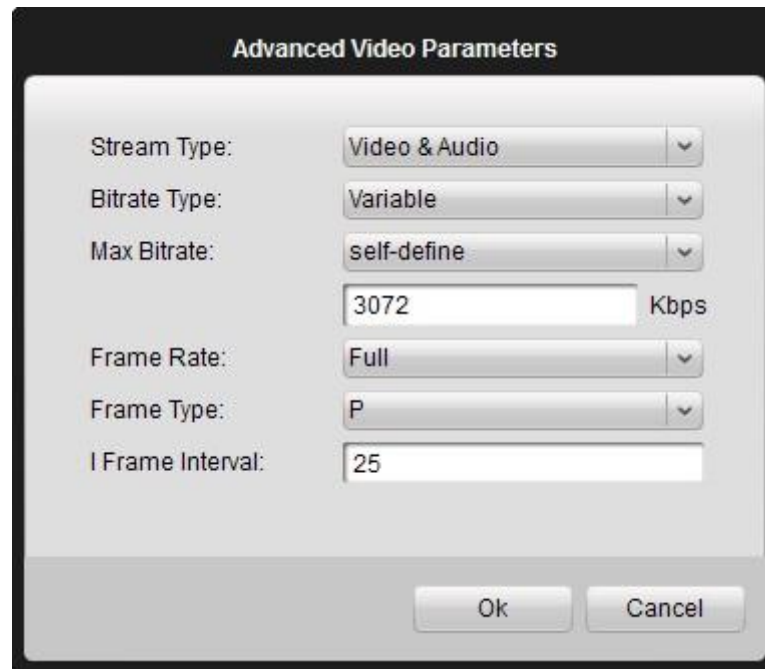 Advanced Video Parameters
Stream Type: Video & Audio
Bitrate Type: Variable
Max Bitrate: self-define
3072 Kbps
Frame Rate: Full
Frame Type: P
I Frame Interval: 25
Ok Cancel